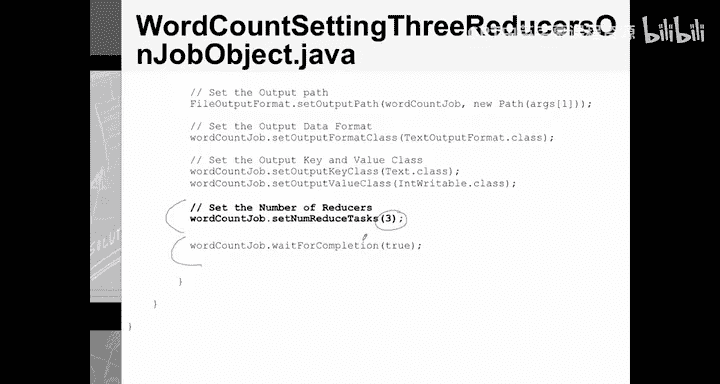 WordCountSettingThreeReducersO
nJobObject.java
bilibili
// Set the Output path
FileOutputFormat.setOutputPath(wordCountJob, new Path(args[1]));
// Set the Output Data Format
wordCountJob.setOutputFormatClass(TextOutputFormat.class);
// Set the Output Key and Value Class
wordCountJob.setOutputKeyClass(Text.class);
wordCountJob.setOutputValueClass(IntWritable.class);
// Set the Number of Reducers
wordCountJob.setNumReduceTasks(3);
wordCountJob.waitForCompletion(true);
}
}
}